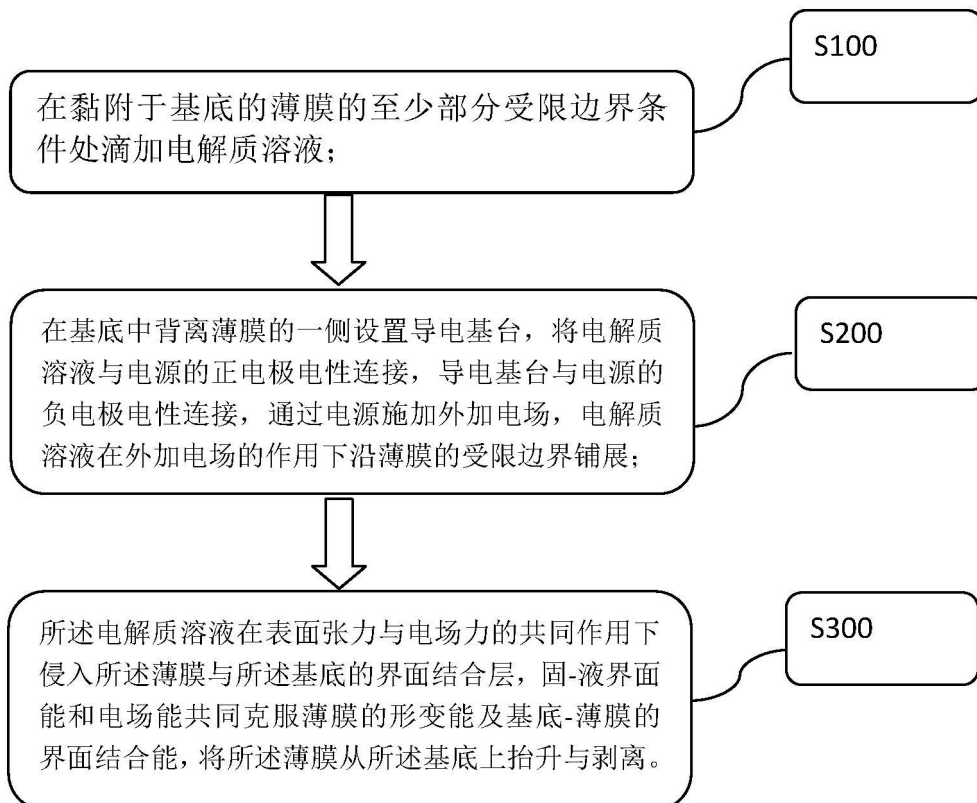 S100
在黏附于基底的薄膜的至少部分受限边界条
件处滴加电解质溶液；
S200
在基底中背离薄膜的一侧设置导电基台，将电解质
溶液与电源的正电极电性连接，导电基台与电源的
负电极电性连接，通过电源施加外加电场，电解质
溶液在外加电场的作用下沿薄膜的受限边界铺展；
S300
所述电解质溶液在表面张力与电场力的共同作用下
侵入所述薄膜与所述基底的界面结合层，固-液界面
能和电场能共同克服薄膜的形变能及基底-薄膜的
界面结合能，将所述薄膜从所述基底上抬升与剥离。